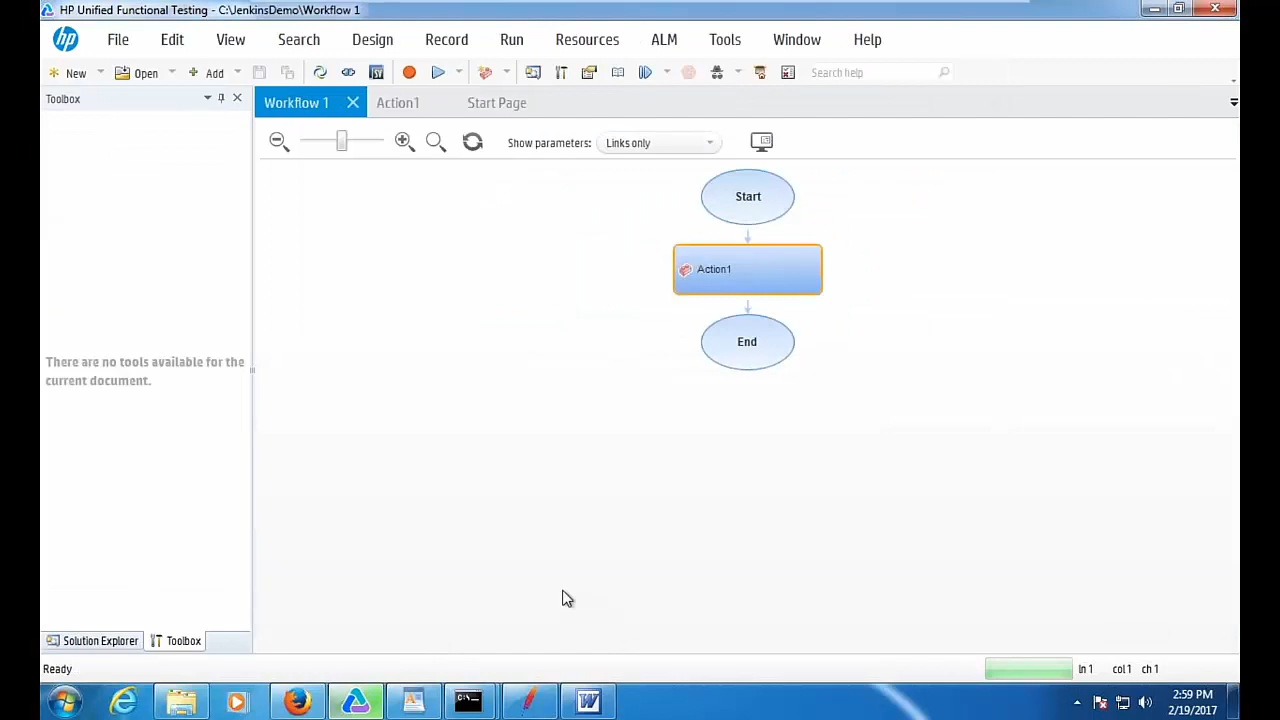 HP Unified Functional Testing - C:\JenkinsDemo\Workflow 1
hp File Edit View Search Design Record Run Resources ALM Tools Window Help
New Open Add Search help
Toolbox
Workflow 1 Action1 Start Page
Show parameters: Links only
Start
Action1
End
There are no tools available for the
current document.
Solution Explorer Toolbox
Ready ln 1 col 1 ch 1
C:\
W
2:59 PM
2/19/2017